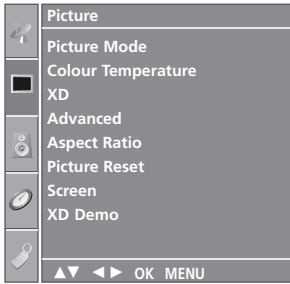 Picture
Picture Mode
Colour Temperature
XD
Advanced
Aspect Ratio
Picture Reset
Screen
XD Demo
▲▼ ◄► OK MENU